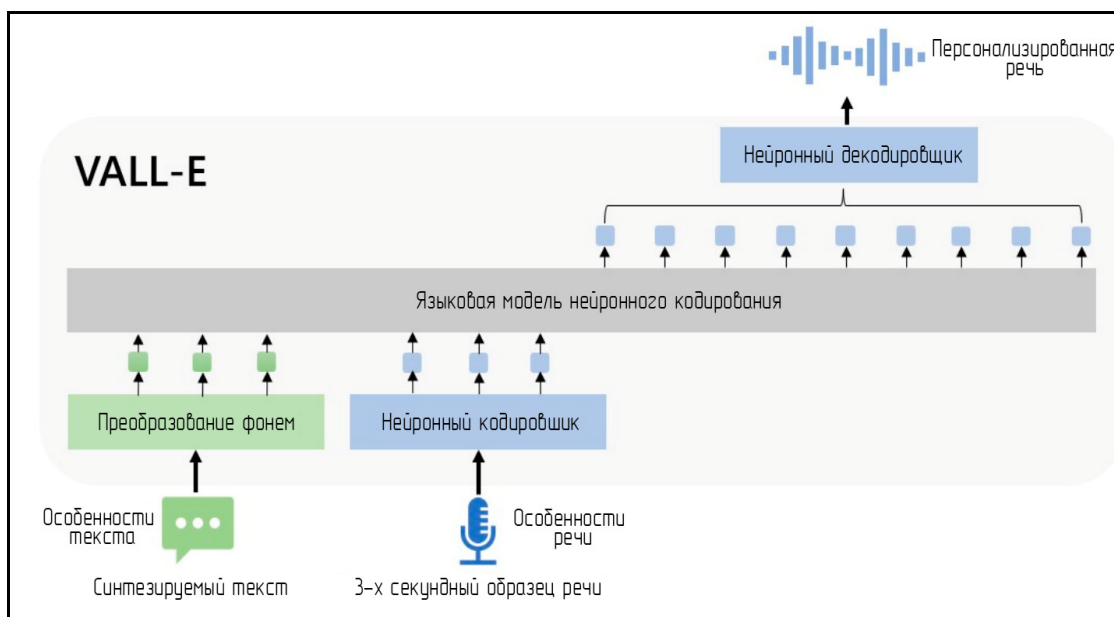 Персонализированная
речь
Нейронный декодировщик
VALL-E
Языковая модель нейронного кодирования
Преобразование фонем
Нейронный кодировшик
Особенности
текста
Особенности
речи
Синтезируемый текст
3-х секундный образец речи